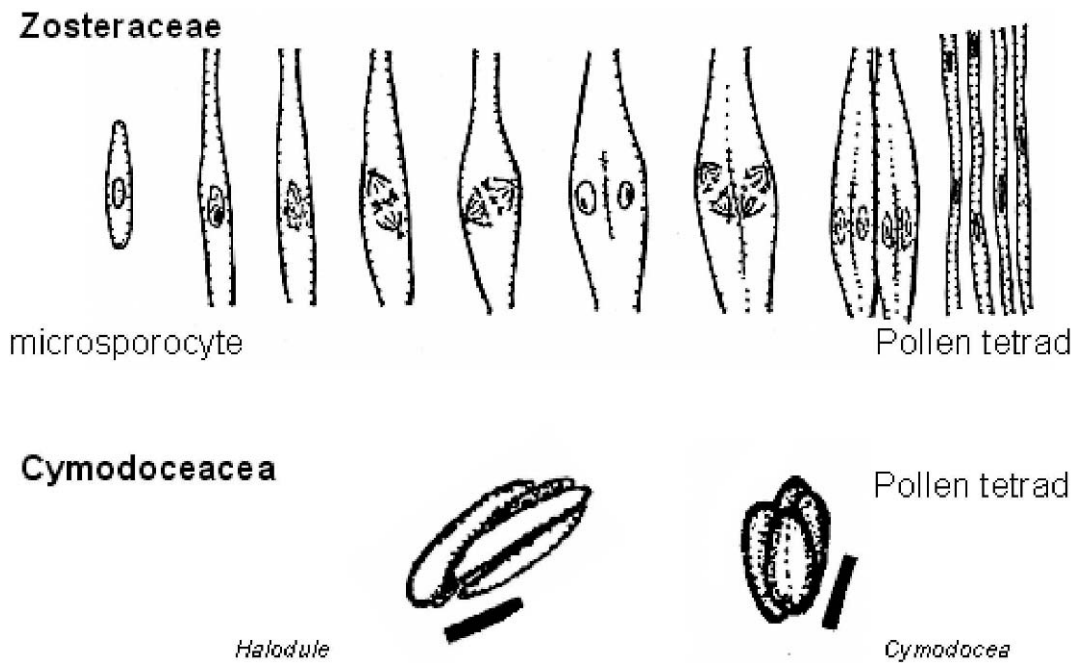 Zosteraceae
microsporocyte
Pollen tetrad
Cymodoceacea
Pollen tetrad
Halodule
Cymodocea